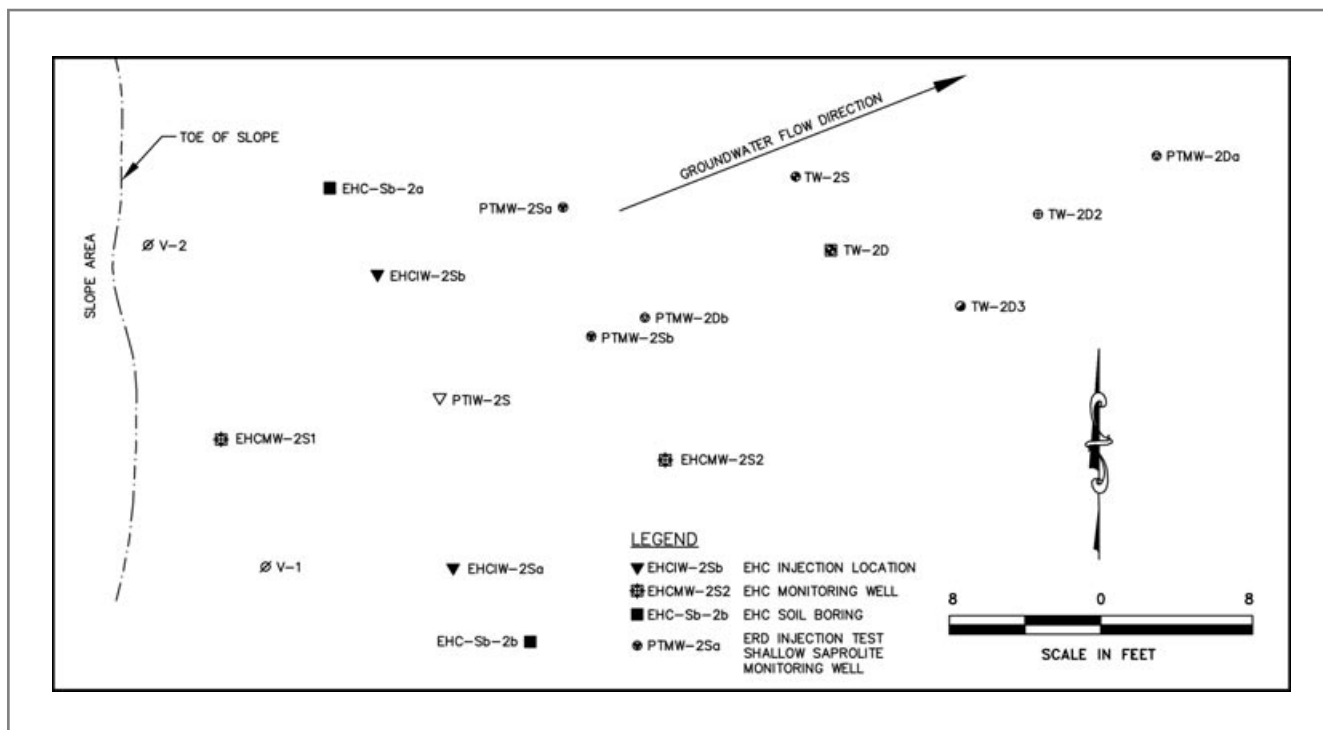 TOE OF SLOPE
GROUNDWATER FLOW DIRECTION
PTMW-2Da
TW-2S
EHC-Sb-2a
PTMW-2Sa
TW-2D2
V-2
TW-2D
SLOPE AREA
EHCIW-2Sb
TW-2D3
PTMW-2Db
PTMW-2Sb
PTIW-2S
EHCMW-2S1
EHCMW-2S2
V-1
EHCIW-2Sa
EHC-Sb-2b
LEGEND
EHCIW-2Sb EHC INJECTION LOCATION
EHCMW-2S2 EHC MONITORING WELL
EHC-Sb-2b EHC SOIL BORING
PTMW-2Sa ERD INJECTION TEST
SHALLOW SAPROLITE
MONITORING WELL
8 0 8
SCALE IN FEET